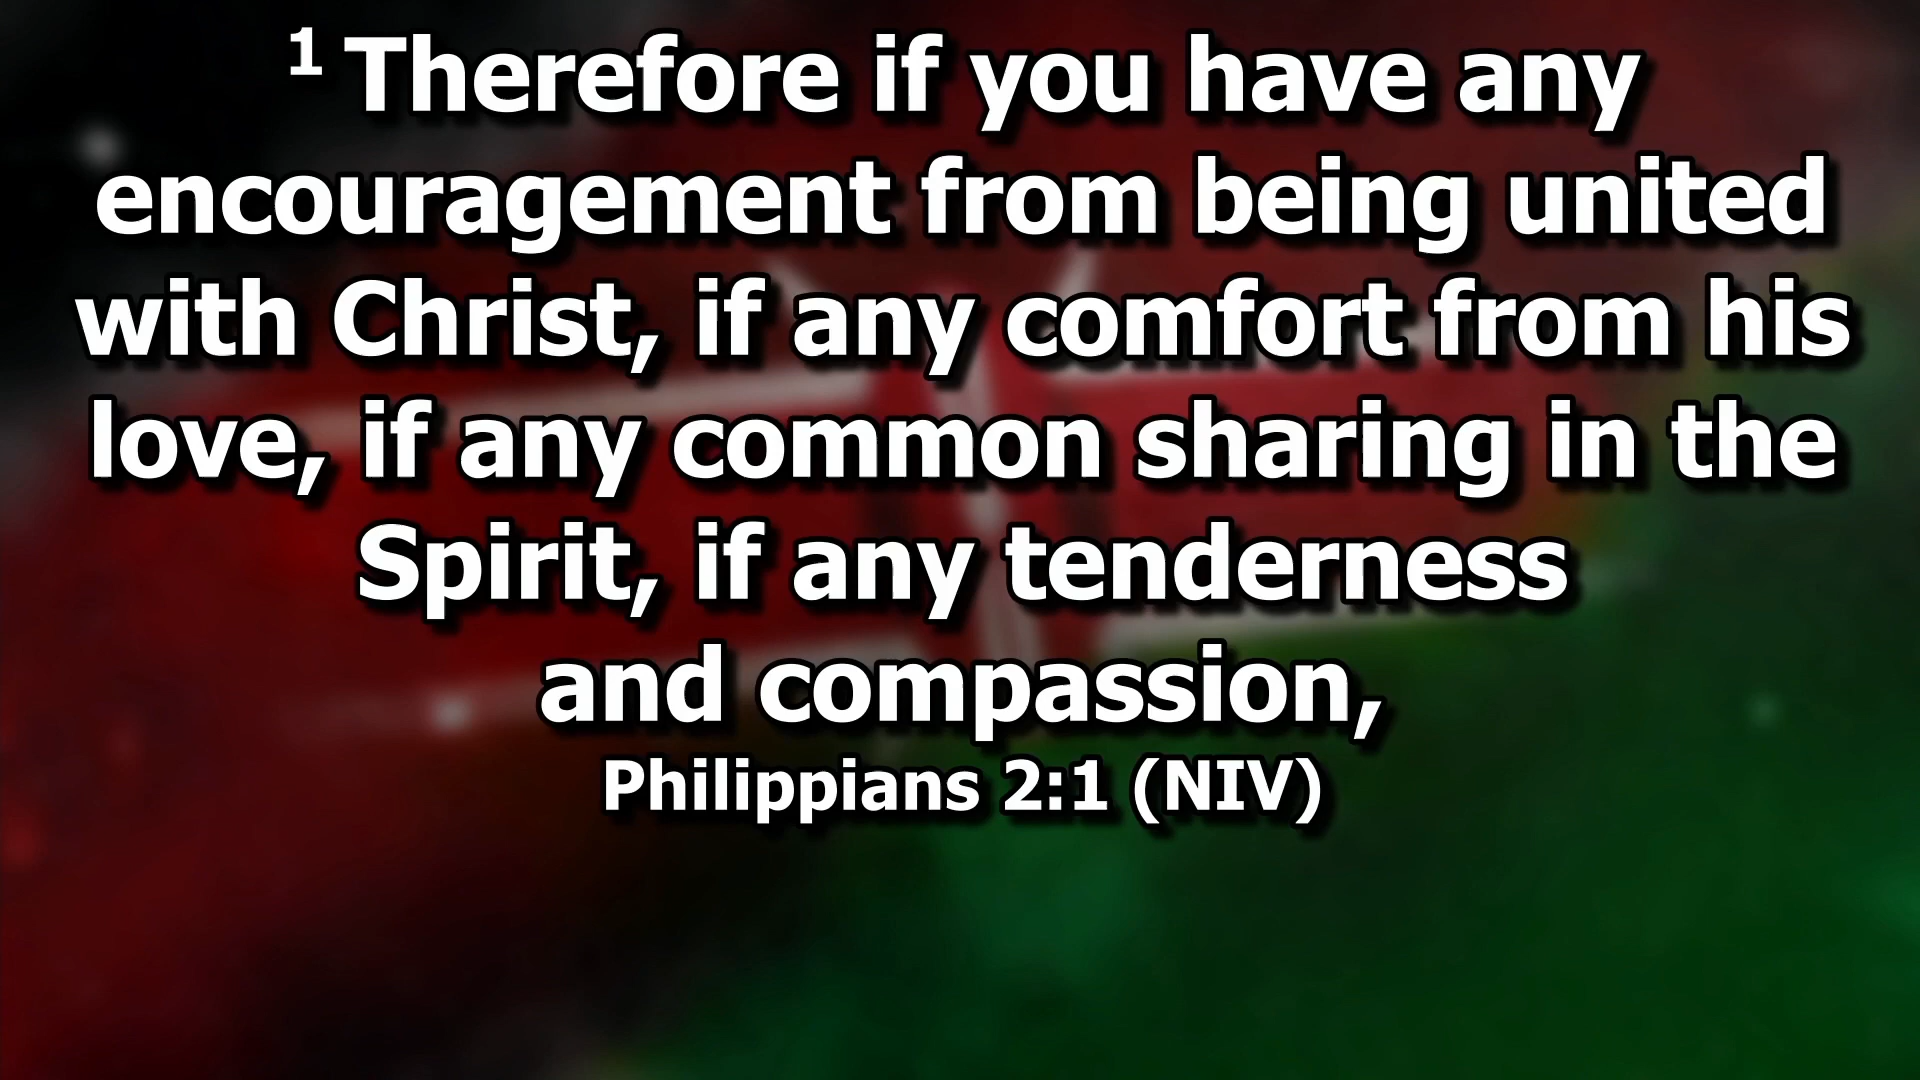 1 Therefore if you have any
encouragement from being united
with Christ, if any comfort from his
love, if any common sharing in the
Spirit, if any tenderness
and compassion,
Philippians 2:1 (NIV)